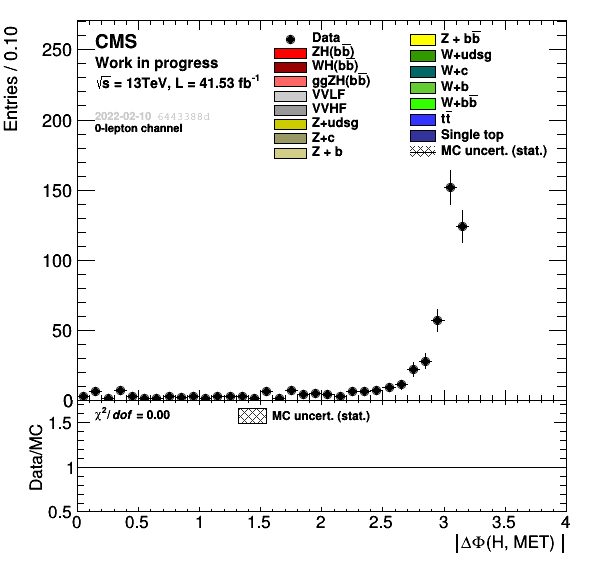 CMS
Work in progress
√s = 13TeV, L = 41.53 fb⁻¹
2022-02-10 6443388d
0-lepton channel
Data
ZH(bb̅)
WH(bb̅)
ggZH(bb̅)
VVLF
VVHF
Z+udsg
Z+c
Z + b
Z + bb̅
W+udsg
W+c
W+b
W+bb̅
tt̅
Single top
MC uncert. (stat.)
Entries / 0.10
250
200
150
100
50
0
χ²/dof = 0.00
MC uncert. (stat.)
Data/MC
1.5
1
0.5
0 0.5 1 1.5 2 2.5 3 3.5 4
|ΔΦ(H, MET)|